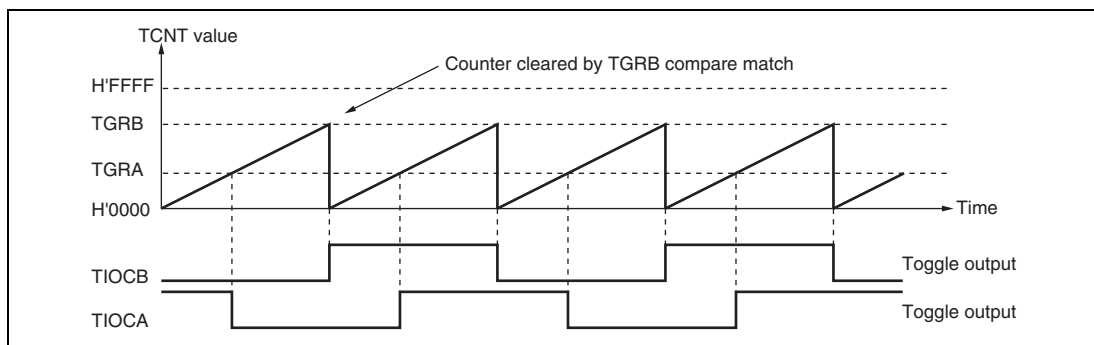 TCNT value
Counter cleared by TGRB compare match
H'FFFF
TGRB
TGRA
H'0000
Time
TIOCB
Toggle output
TIOCA
Toggle output